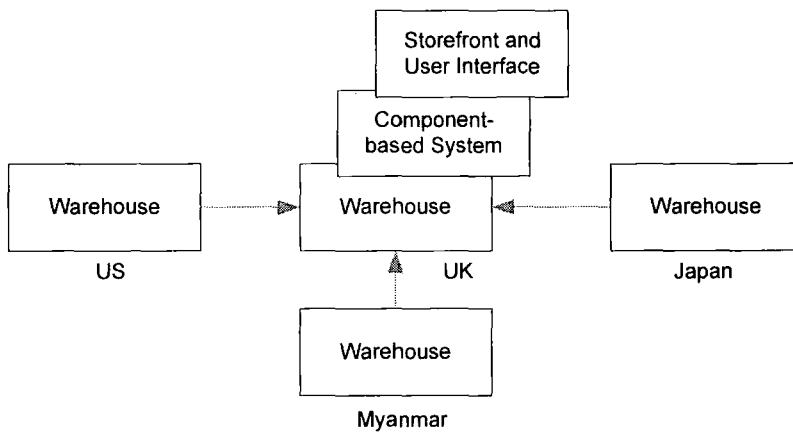 Storefront and
User Interface
Component-
based System
Warehouse
Warehouse
Warehouse
US
UK
Japan
Warehouse
Myanmar